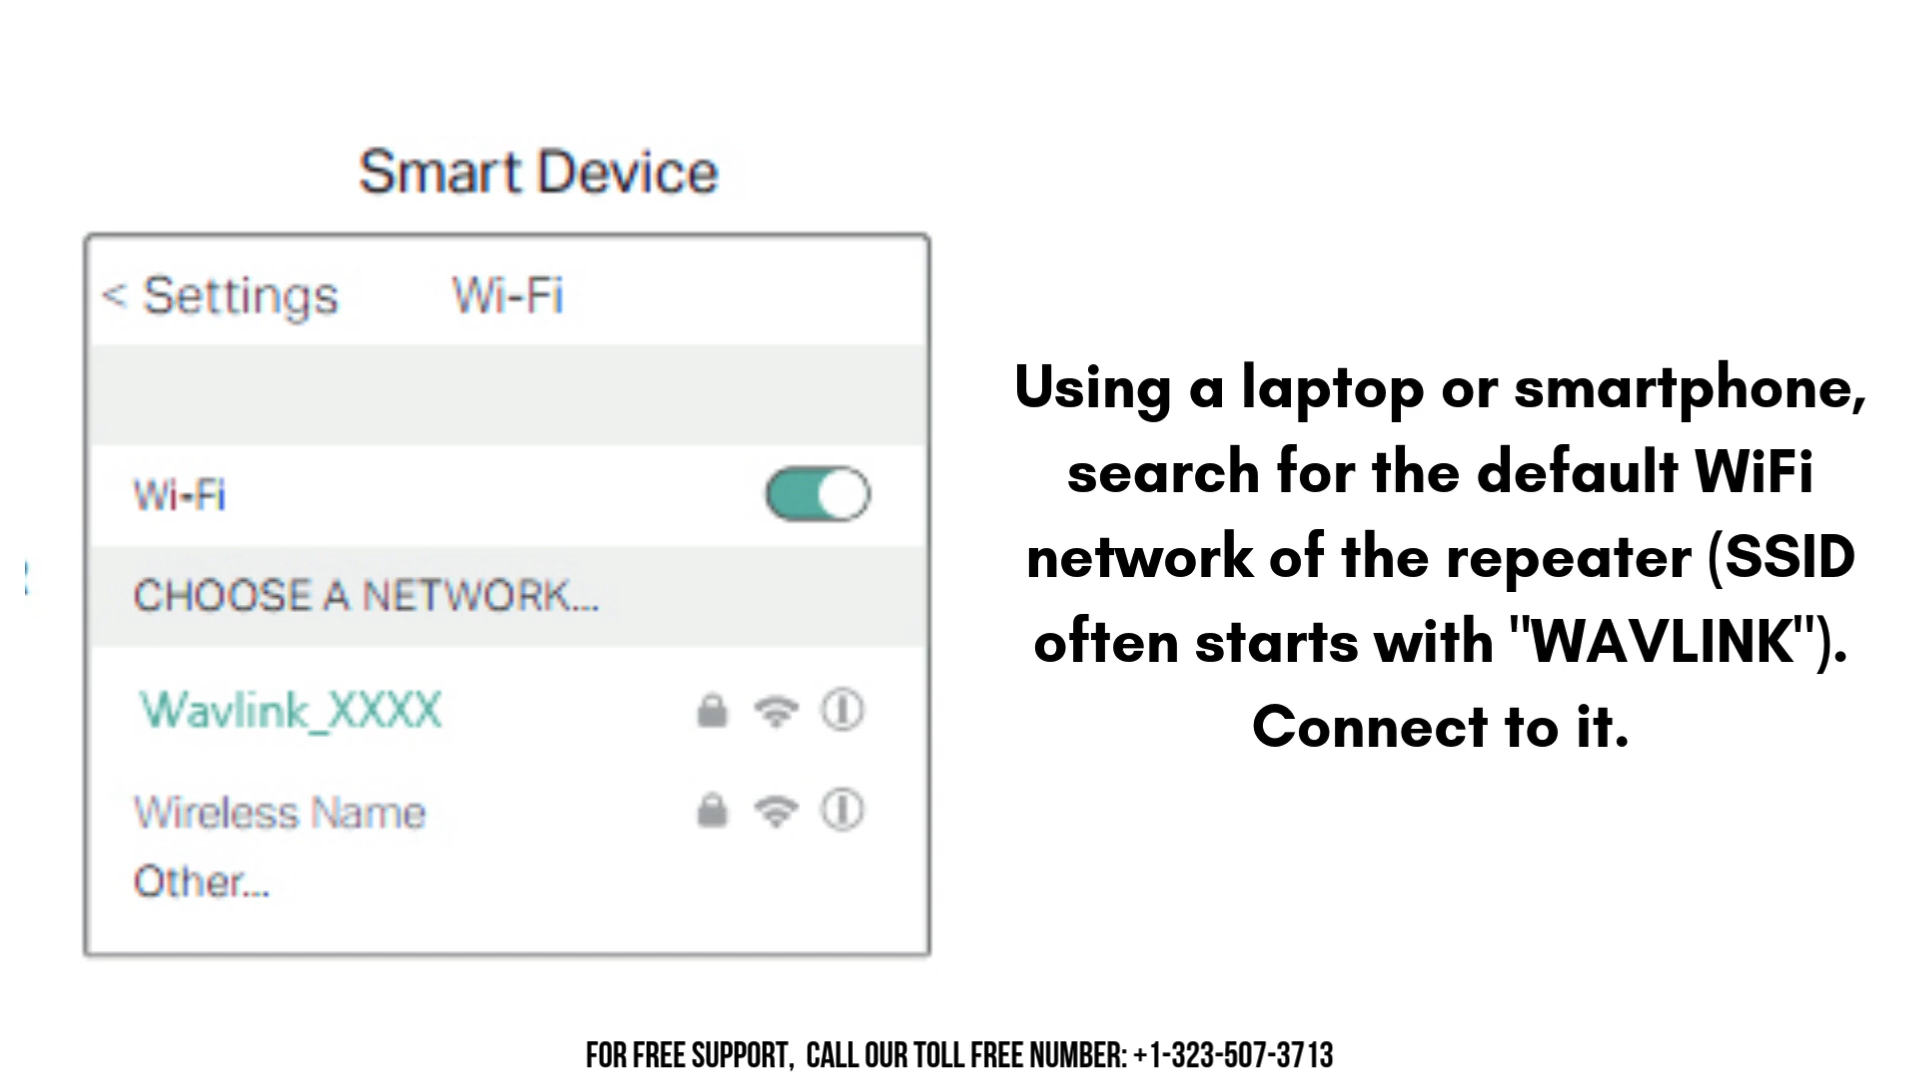 Smart Device
< Settings Wi-Fi
Wi-Fi
CHOOSE A NETWORK...
Wavlink_XXXX
Wireless Name
Other...
Using a laptop or smartphone,
search for the default WiFi
network of the repeater (SSID
often starts with "WAVLINK").
Connect to it.
FOR FREE SUPPORT, CALL OUR TOLL FREE NUMBER: +1-323-507-3713